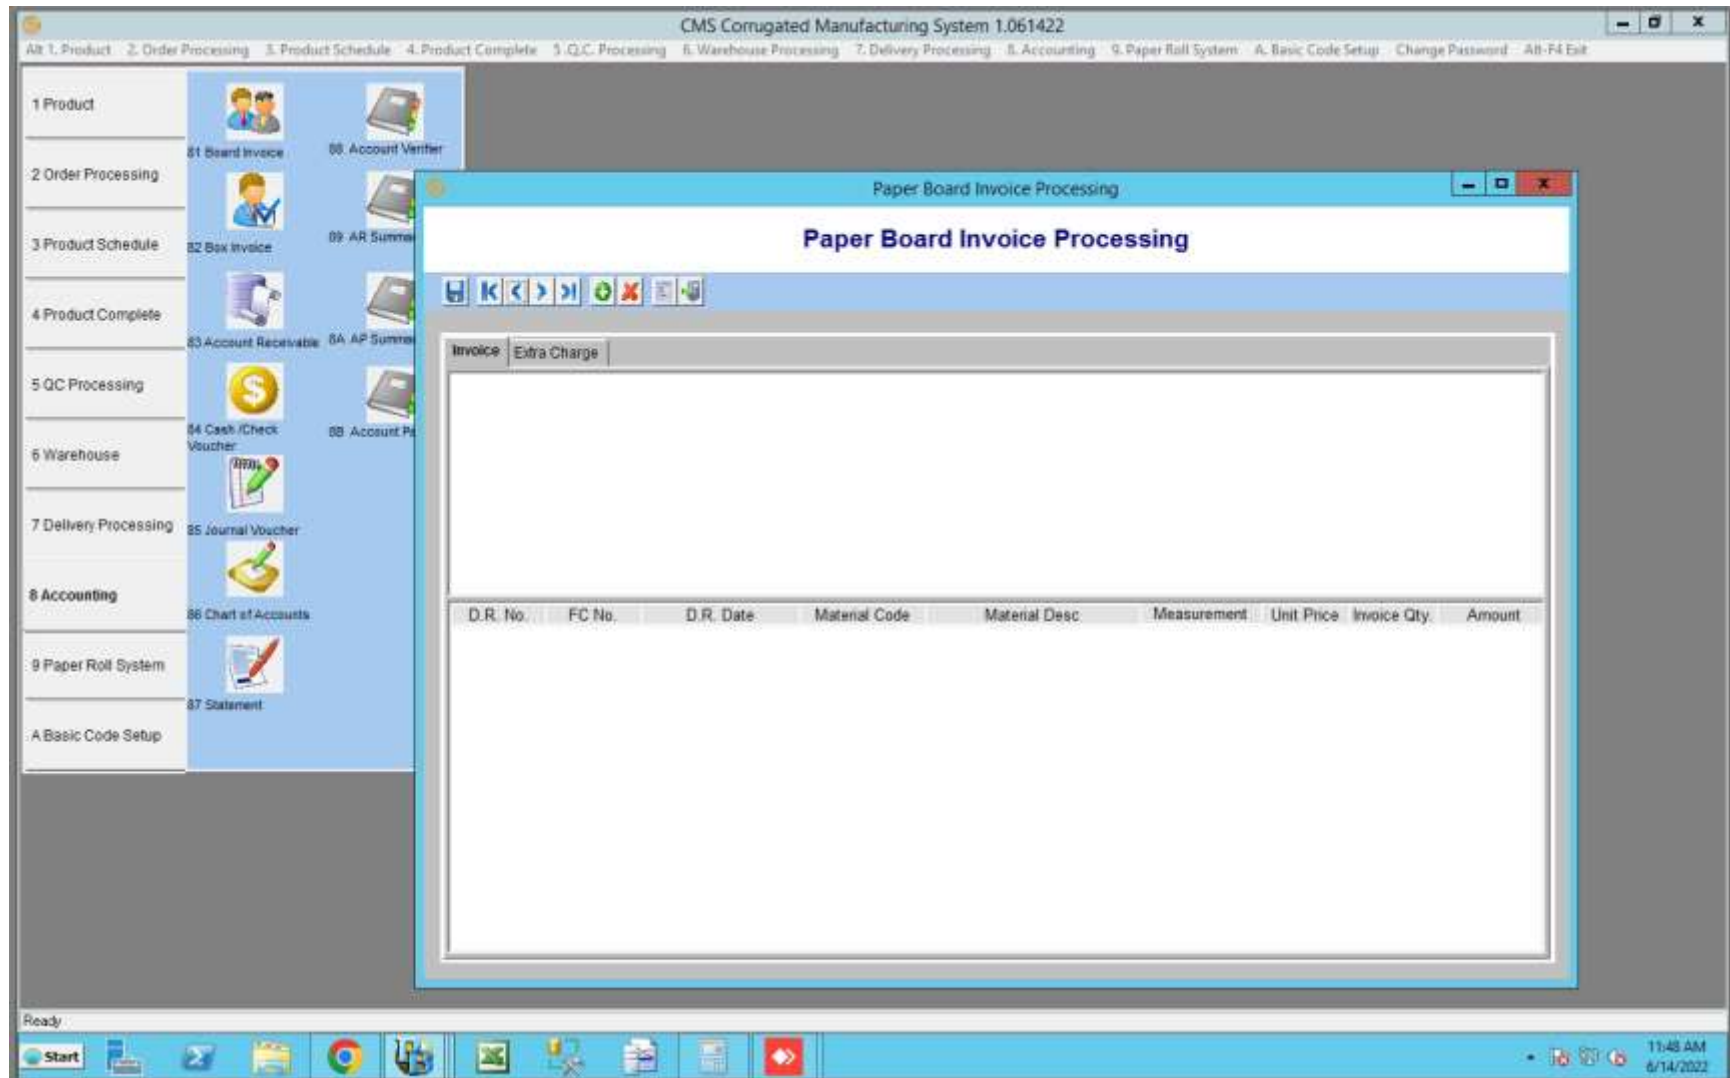 CMS Corrugated Manufacturing System 1.061422
Alt 1. Product 2. Order Processing 3. Product Schedule 4. Product Complete 5 .Q.C. Processing 6. Warehouse Processing 7. Delivery Processing 8. Accounting 9. Paper Roll System A. Basic Code Setup Change Password Alt-F4 Exit
1 Product
2 Order Processing
3 Product Schedule
4 Product Complete
5 QC Processing
6 Warehouse
7 Delivery Processing
8 Accounting
9 Paper Roll System
A Basic Code Setup
81 Board Invoice
88 Account Verifier
82 Box Invoice
89 AR Summa
83 Account Receivable
8A AP Summa
84 Cash /Check
Voucher
8B Account Pa
85 Journal Voucher
86 Chart of Accounts
87 Statement
Paper Board Invoice Processing
Paper Board Invoice Processing
Invoice Extra Charge
D.R. No. FC No. D.R. Date Material Code Material Desc Measurement Unit Price Invoice Qty. Amount
Ready
Start
11:48 AM
6/14/2022